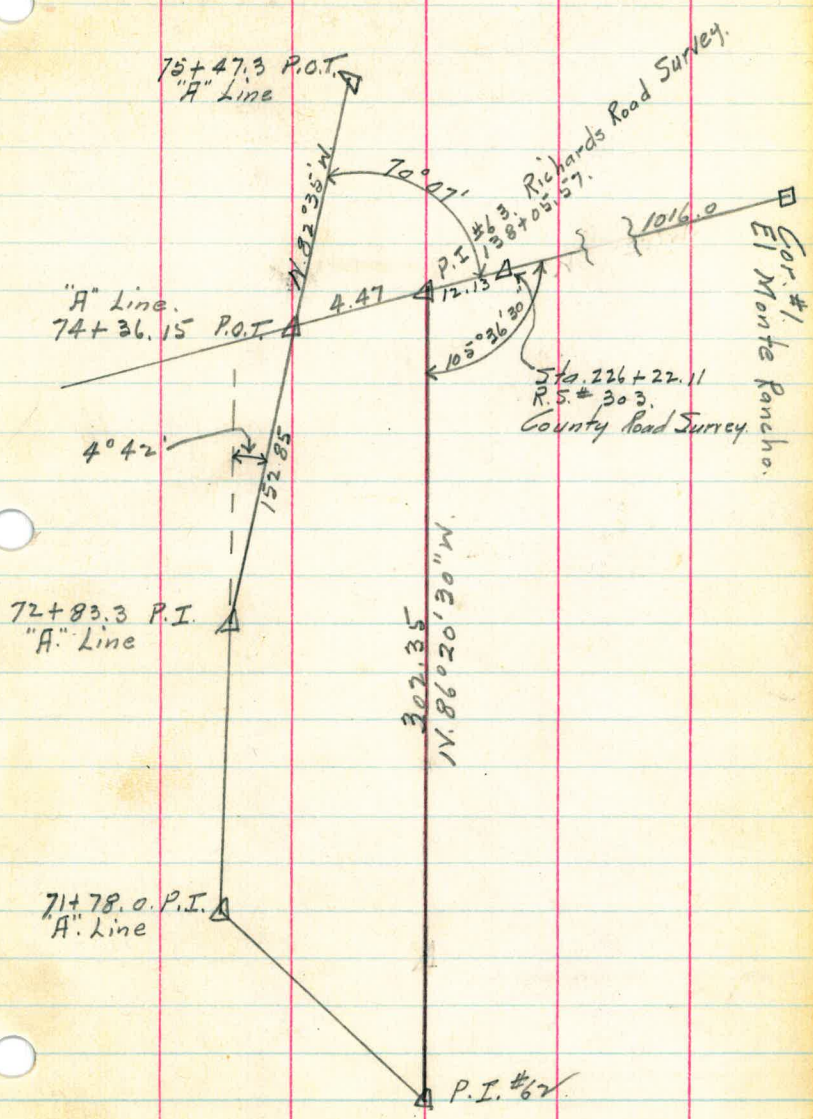 75+47.3 P.O.T.
"A" Line
N.82°35'W.
70°07'
P.I. #63. Richards Road Survey.
138+05.57.
1016.0
Cor. #1.
El Monte Rancho.
"A" Line.
74+36.15 P.O.T.
4.47
12.13
105°36'30"
Sta. 226+22.11
R.S. # 303.
County Road Survey.
4°42'
152.85
72+83.3 P.I.
"A." Line
302.35
N.86°20'30"W.
71+78.0. P.I.
"A". Line
P.I. #62